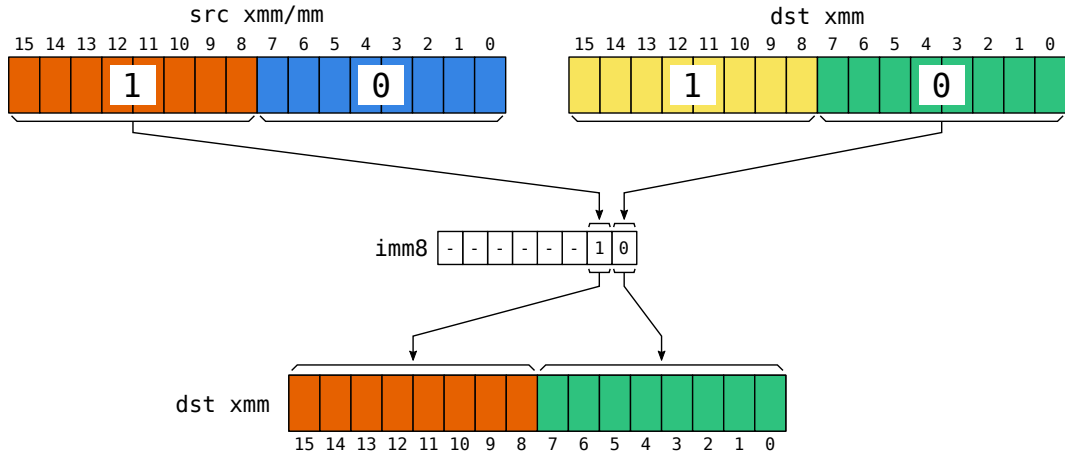 src xmm/mm dst xmm
15 14 13 12 11 10 9 8 7 6 5 4 3 2 1 0 15 14 13 12 11 10 9 8 7 6 5 4 3 2 1 0
1 0 1 0
imm8 - - - - - - 1 0
dst xmm
15 14 13 12 11 10 9 8 7 6 5 4 3 2 1 0